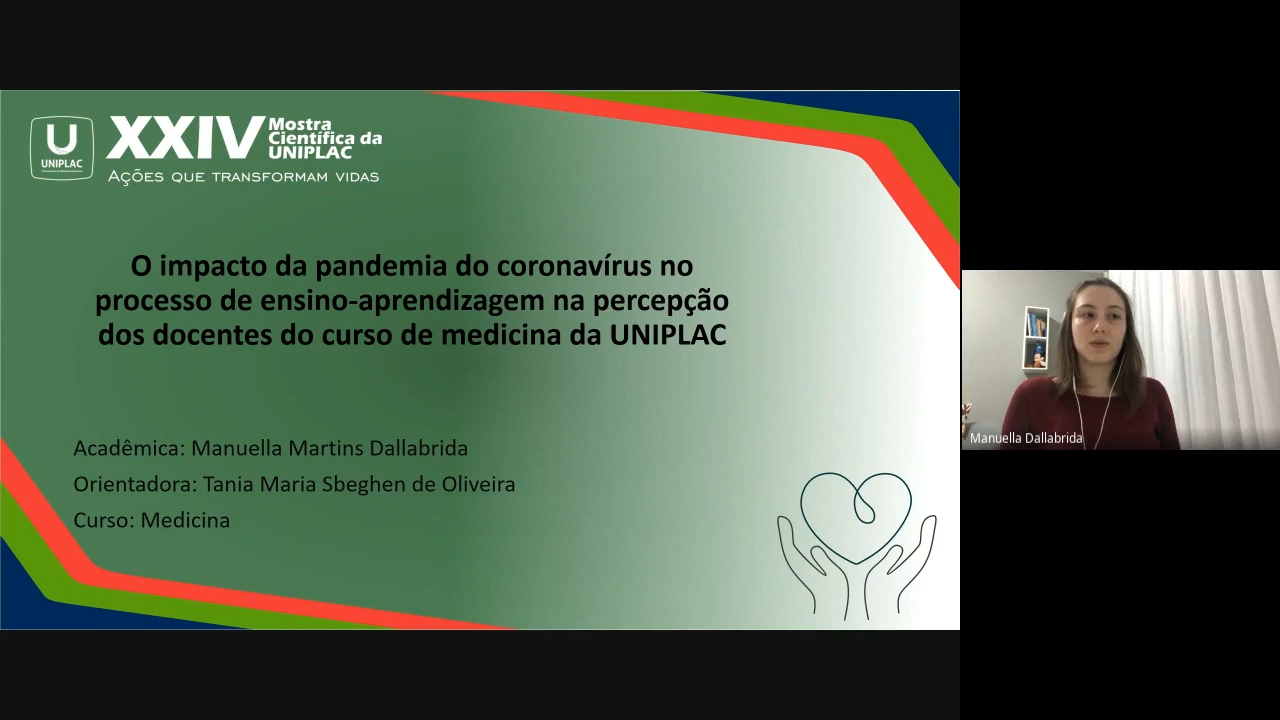 U
UNIPLAC
XXIV
Mostra
Científica da
UNIPLAC
AÇÕES QUE TRANSFORMAM VIDAS
O impacto da pandemia do coronavírus no
processo de ensino-aprendizagem na percepção
dos docentes do curso de medicina da UNIPLAC
Acadêmica: Manuella Martins Dallabrida
Orientadora: Tania Maria Sbeghen de Oliveira
Curso: Medicina
Manuella Dallabrida